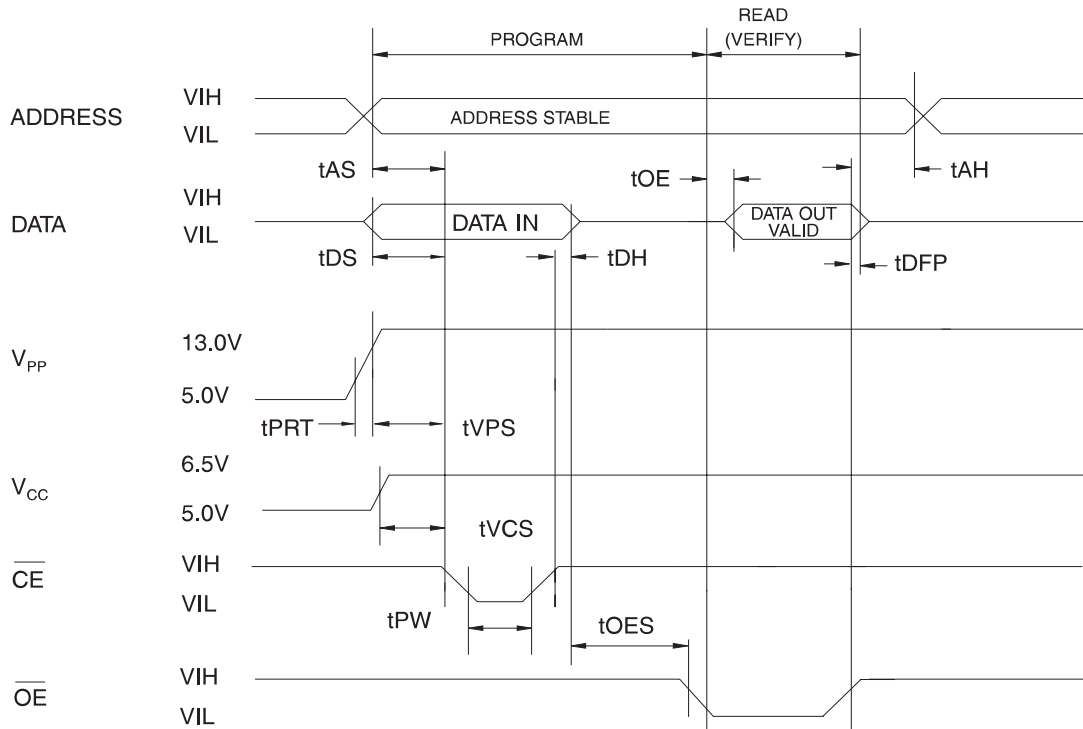 PROGRAM
READ
(VERIFY)
ADDRESS
VIH
VIL
ADDRESS STABLE
tAS
tOE
tAH
DATA
VIH
VIL
DATA IN
DATA OUT
VALID
tDS
tDH
tDFP
VPP
13.0V
5.0V
tPRT
tVPS
VCC
6.5V
5.0V
tVCS
CE
VIH
VIL
tPW
tOES
OE
VIH
VIL